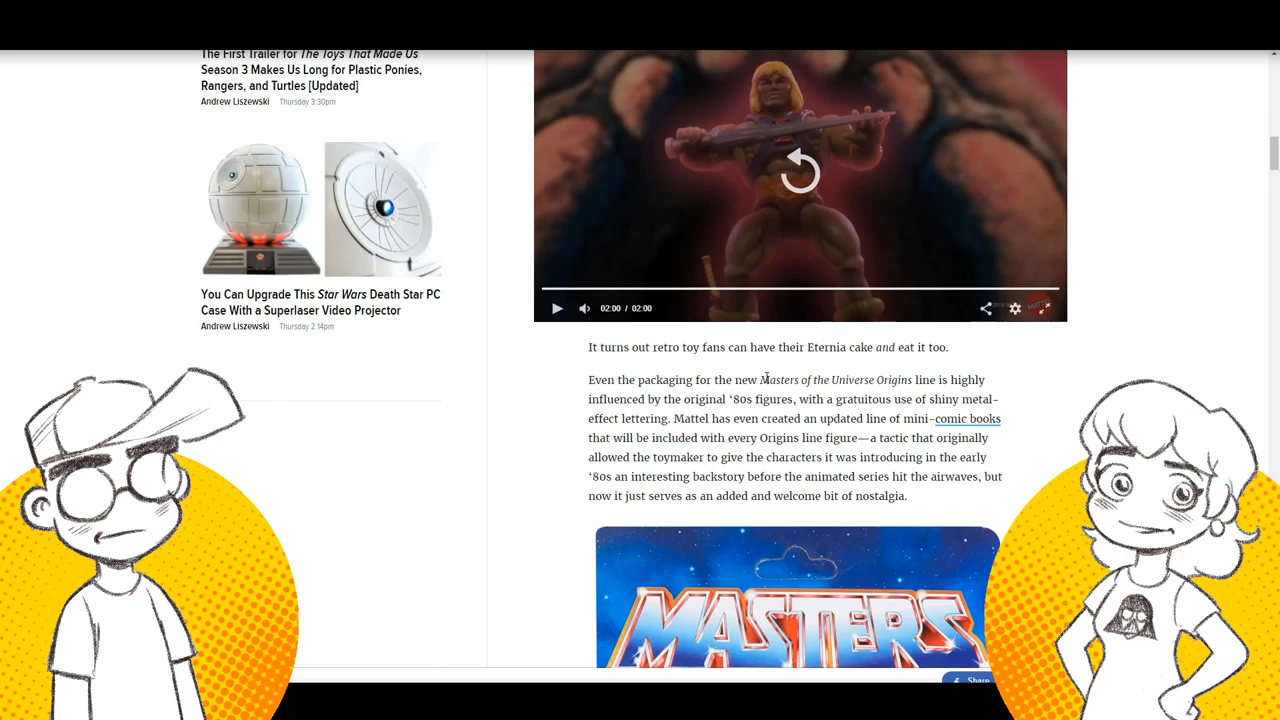 The First Trailer for The Toys That Made Us
Season 3 Makes Us Long for Plastic Ponies,
Rangers, and Turtles [Updated]
Andrew Liszewski Thursday 3:30pm
You Can Upgrade This Star Wars Death Star PC
Case With a Superlaser Video Projector
Andrew Liszewski Thursday 2:14pm
02:00 / 02:00
It turns out retro toy fans can have their Eternia cake and eat it too.
Even the packaging for the new Masters of the Universe Origins line is highly
influenced by the original ‘80s figures, with a gratuitous use of shiny metal-
effect lettering. Mattel has even created an updated line of mini-comic books
that will be included with every Origins line figure—a tactic that originally
allowed the toymaker to give the characters it was introducing in the early
‘80s an interesting backstory before the animated series hit the airwaves, but
now it just serves as an added and welcome bit of nostalgia.
MASTERS
Share